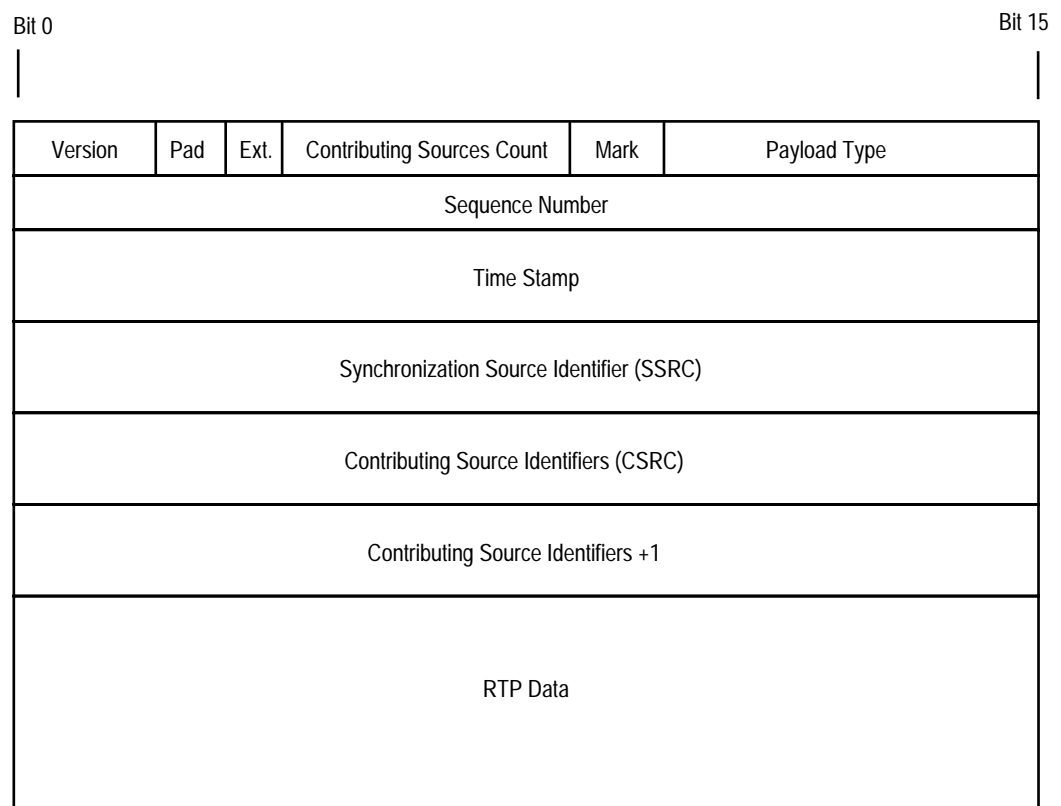 Bit 0
Bit 15
Version Pad Ext. Contributing Sources Count Mark Payload Type
Sequence Number
Time Stamp
Synchronization Source Identifier (SSRC)
Contributing Source Identifiers (CSRC)
Contributing Source Identifiers +1
RTP Data